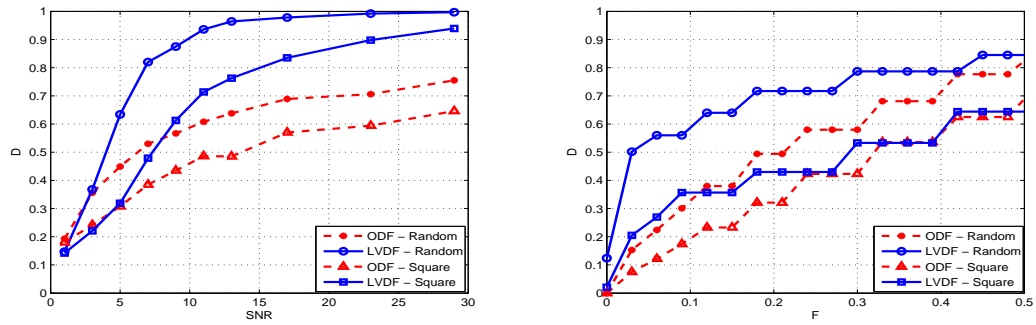 1
0.9
0.8
0.7
0.6
0.5
0.4
0.3
0.2
0.1
0
D
0 5 10 15 20 25 30
SNR
ODF – Random
LVDF – Random
ODF – Square
LVDF – Square
1
0.9
0.8
0.7
0.6
0.5
0.4
0.3
0.2
0.1
0
D
0 0.1 0.2 0.3 0.4 0.5
F
ODF – Random
LVDF – Random
ODF – Square
LVDF – Square